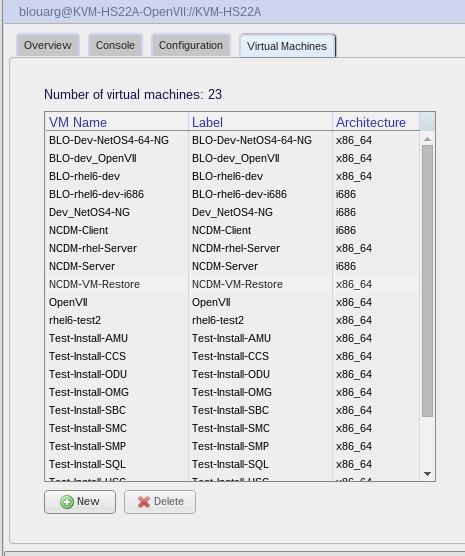 blouarg@KVM-HS22A-OpenVII://KVM-HS22A
Overview Console Configuration Virtual Machines
Number of virtual machines: 23
VM Name Label Architecture
BLO-Dev-NetOS4-64-NG BLO-Dev-NetOS4-64-NG x86_64
BLO-dev_OpenVII BLO-dev_OpenVII x86_64
BLO-rhel6-dev BLO-rhel6-dev x86_64
BLO-rhel6-dev-i686 BLO-rhel6-dev-i686 i686
Dev_NetOS4-NG Dev_NetOS4-NG i686
NCDM-Client NCDM-Client i686
NCDM-rhel-Server NCDM-rhel-Server x86_64
NCDM-Server NCDM-Server i686
NCDM-VM-Restore NCDM-VM-Restore x86_64
OpenVII OpenVII x86_64
rhel6-test2 rhel6-test2 x86_64
Test-Install-AMU Test-Install-AMU x86_64
Test-Install-CCS Test-Install-CCS x86_64
Test-Install-ODU Test-Install-ODU x86_64
Test-Install-OMG Test-Install-OMG x86_64
Test-Install-SBC Test-Install-SBC x86_64
Test-Install-SMC Test-Install-SMC x86_64
Test-Install-SMP Test-Install-SMP x86_64
Test-Install-SQL Test-Install-SQL x86_64
New Delete